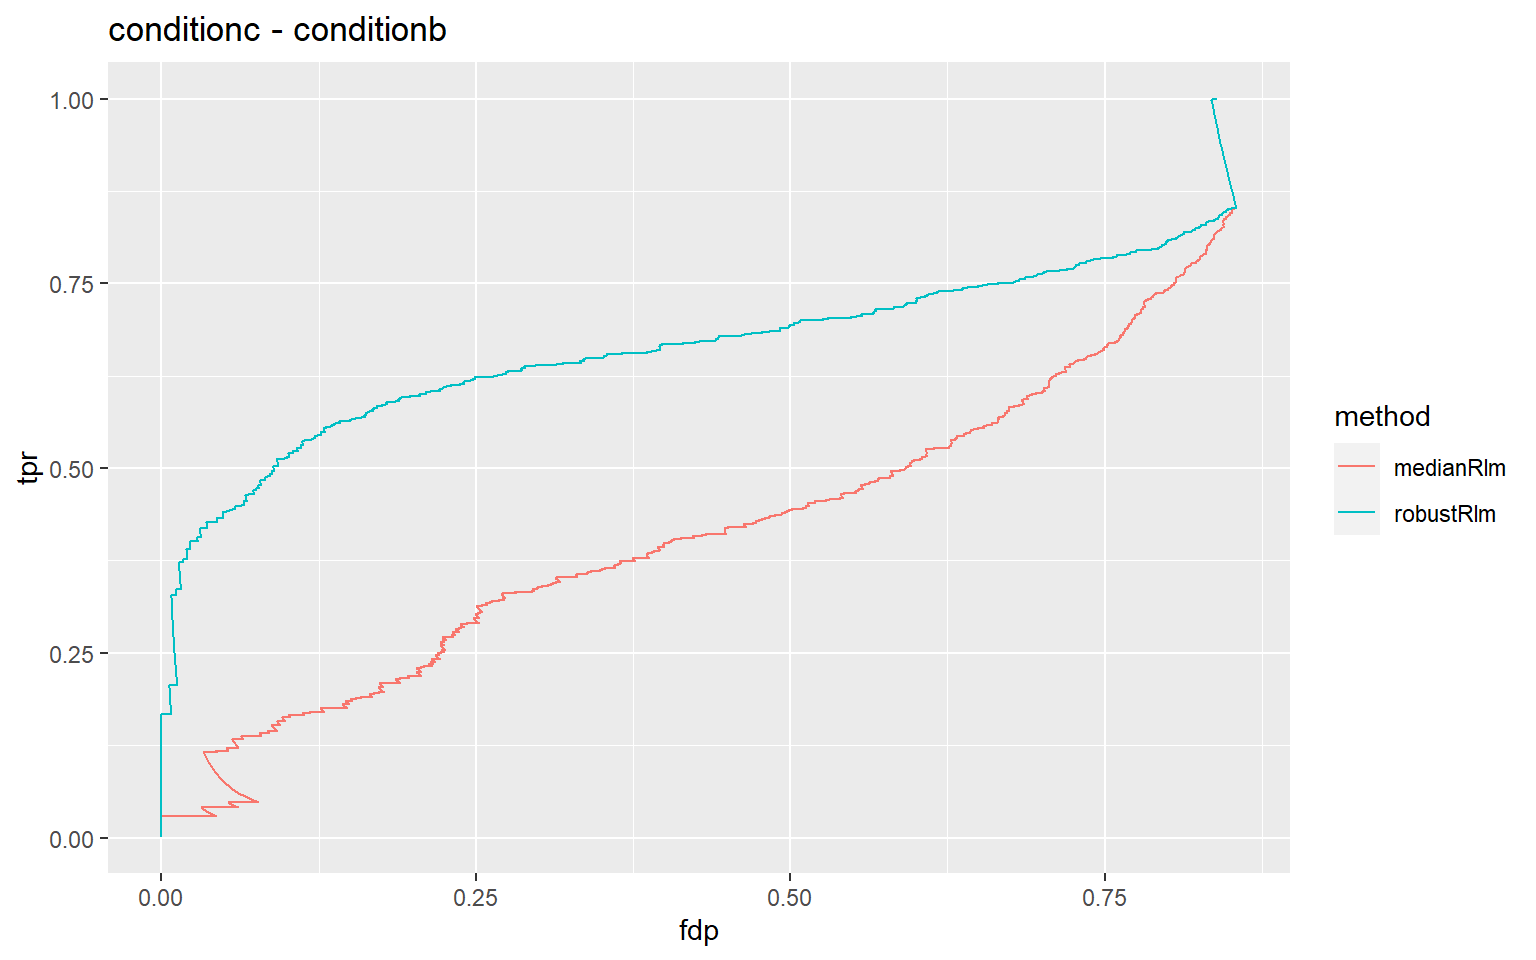 conditionc - conditionb
1.00
0.75
0.50
0.25
0.00
tpr
0.00 0.25 0.50 0.75
fdp
method
medianRlm
robustRlm